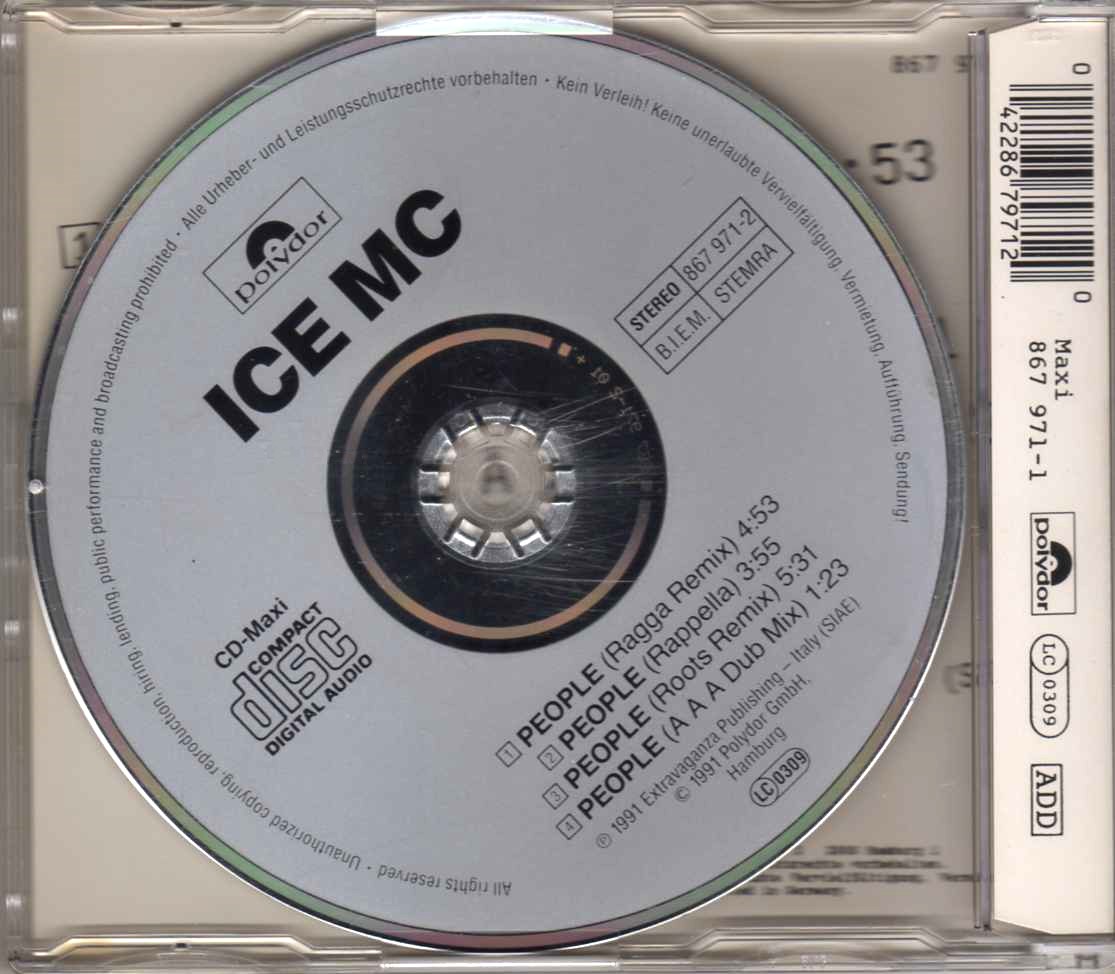 Alle Urheber- und Leistungsschutzrechte vorbehalten · Kein Verleih! Keine unerlaubte Vervielfältigung, Vermietung, Aufführung, Sendung!
polydor
ICE MC
STEREO 867 971-2
B.I.E.M. STEMRA
CD-Maxi
COMPACT
disc
DIGITAL AUDIO
1 PEOPLE (Ragga Remix) 4:53
2 PEOPLE (Rappella) 3:55
3 PEOPLE (Roots Remix) 5:31
4 PEOPLE (A A A Dub Mix) 1:23
℗ 1991 Extravaganza Publishing – Italy (SIAE)
© 1991 Polydor GmbH,
Hamburg
LC 0309
All rights reserved · Unauthorized copying, reproduction, hiring, lending, public performance and broadcasting prohibited ·
:53
1
0 42286 79712 0
Maxi
867 971-1
polydor
LC 0309
ADD